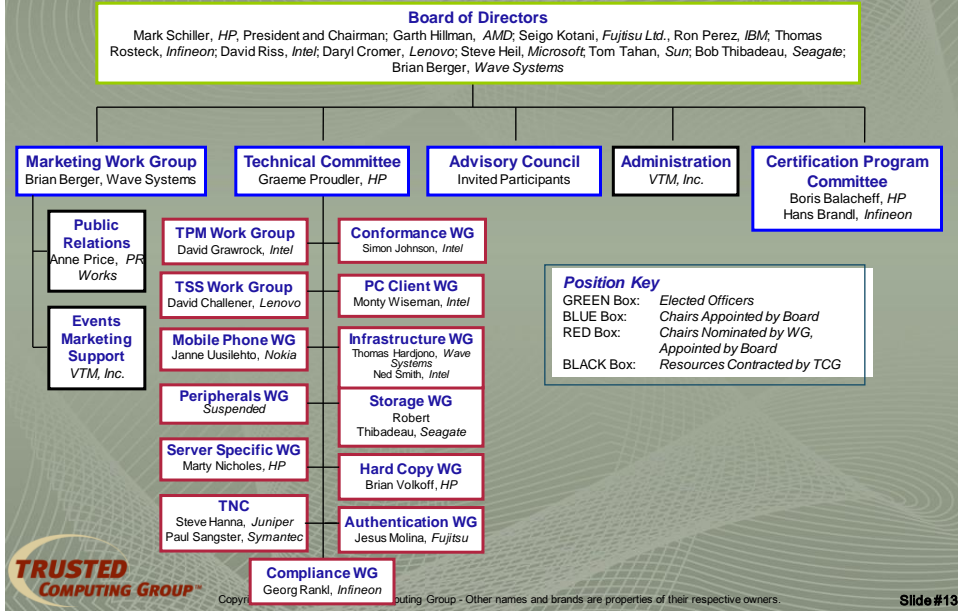 Board of Directors
Mark Schiller, HP, President and Chairman; Garth Hillman, AMD; Seigo Kotani, Fujtisu Ltd., Ron Perez, IBM; Thomas
Rosteck, Infineon; David Riss, Intel; Daryl Cromer, Lenovo; Steve Heil, Microsoft; Tom Tahan, Sun; Bob Thibadeau, Seagate;
Brian Berger, Wave Systems
Marketing Work Group
Brian Berger, Wave Systems
Technical Committee
Graeme Proudler, HP
Advisory Council
Invited Participants
Administration
VTM, Inc.
Certification Program
Committee
Boris Balacheff, HP
Hans Brandl, Infineon
Public
Relations
Anne Price, PR
Works
Events
Marketing
Support
VTM, Inc.
TPM Work Group
David Grawrock, Intel
Conformance WG
Simon Johnson, Intel
TSS Work Group
David Challener, Lenovo
PC Client WG
Monty Wiseman, Intel
Mobile Phone WG
Janne Uusilehto, Nokia
Infrastructure WG
Thomas Hardjono, Wave
Systems
Ned Smith, Intel
Peripherals WG
Suspended
Storage WG
Robert
Thibadeau, Seagate
Server Specific WG
Marty Nicholes, HP
Hard Copy WG
Brian Volkoff, HP
TNC
Steve Hanna, Juniper
Paul Sangster, Symantec
Authentication WG
Jesus Molina, Fujitsu
Compliance WG
Georg Rankl, Infineon
Position Key
GREEN Box: Elected Officers
BLUE Box: Chairs Appointed by Board
RED Box: Chairs Nominated by WG,
Appointed by Board
BLACK Box: Resources Contracted by TCG
TRUSTED
COMPUTING GROUP™
Group - Other names and brands are properties of their respective owners.
Slide #13